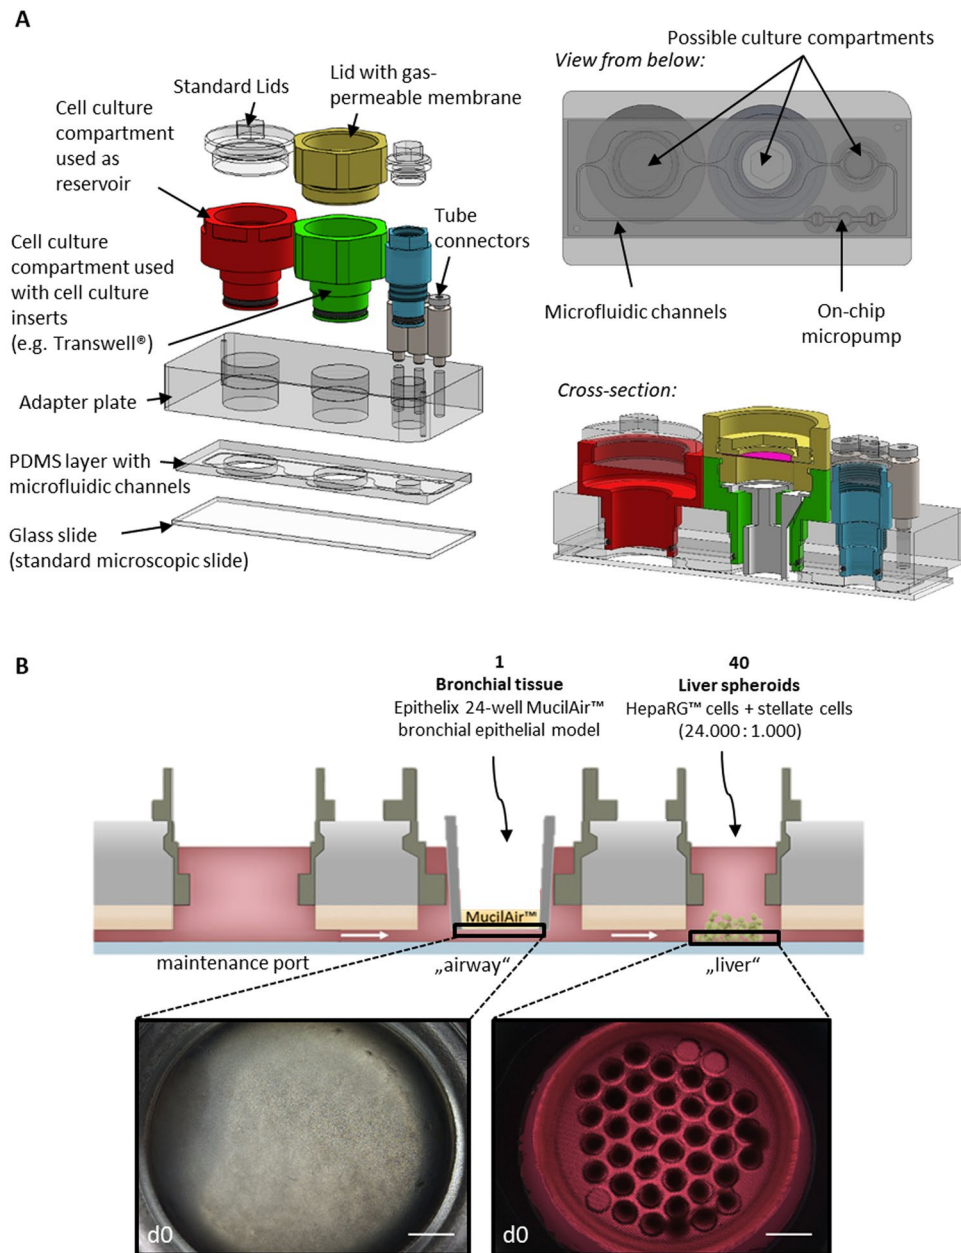 A
Standard Lids
Lid with gas-
permeable membrane
Cell culture
compartment
used as
reservoir
Tube
connectors
Cell culture
compartment used
with cell culture
inserts
(e.g. Transwell®)
Adapter plate
PDMS layer with
microfluidic channels
Glass slide
(standard microscopic slide)
Possible culture compartments
View from below:
Microfluidic channels
On-chip
micropump
Cross-section:
B
1
Bronchial tissue
Epithelix 24-well MucilAir™
bronchial epithelial model
40
Liver spheroids
HepaRG™ cells + stellate cells
(24.000:1.000)
MucilAir™
maintenance port
„airway“
„liver“
d0
d0